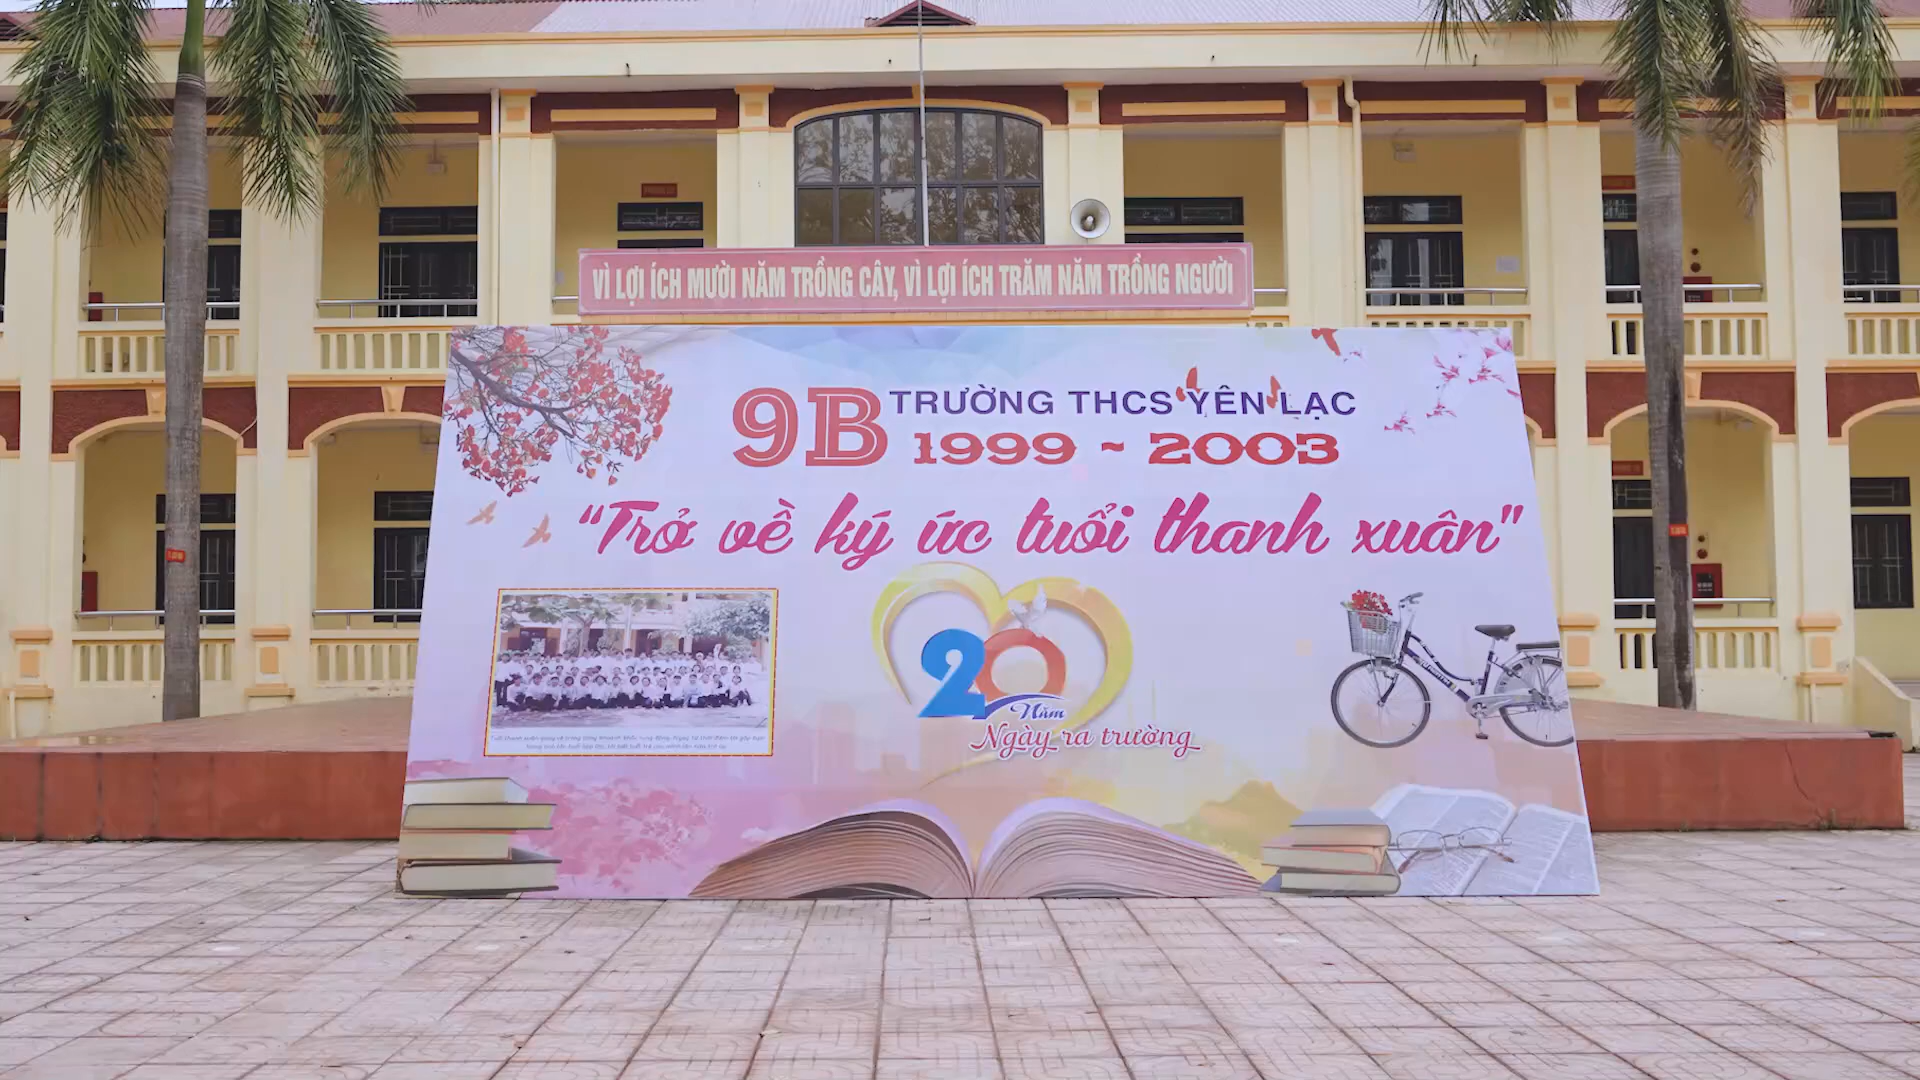 VÌ LỢI ÍCH MƯỜI NĂM TRỒNG CÂY, VÌ LỢI ÍCH TRĂM NĂM TRỒNG NGƯỜI
9B TRƯỜNG THCS YÊN LẠC
1999 ~ 2003
"Trở về ký ức tuổi thanh xuân"
20
Năm
Ngày ra trường